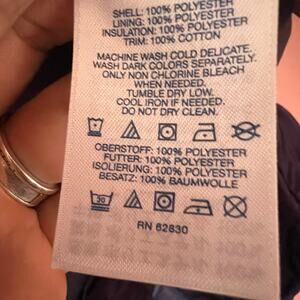 SHELL: 100% POLYESTER
LINING: 100% POLYESTER
INSULATION: 100% POLYESTER
TRIM: 100% COTTON
MACHINE WASH COLD DELICATE.
WASH DARK COLORS SEPARATELY.
ONLY NON CHLORINE BLEACH
WHEN NEEDED.
TUMBLE DRY LOW.
COOL IRON IF NEEDED.
DO NOT DRY CLEAN.
OBERSTOFF: 100% POLYESTER
FUTTER: 100% POLYESTER
ISOLIERUNG: 100% POLYESTER
BESATZ: 100% BAUMWOLLE
30
RN 62830